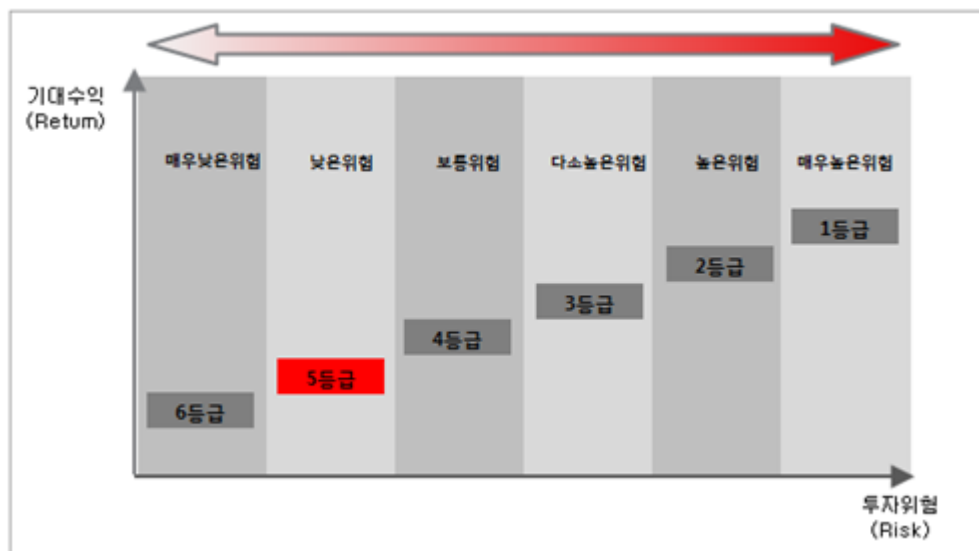 기대수익
(Return)
매우낮은위험 낮은위험 보통위험 다소높은위험 높은위험 매우높은위험
1등급
2등급
3등급
4등급
5등급
6등급
투자위험
(Risk)